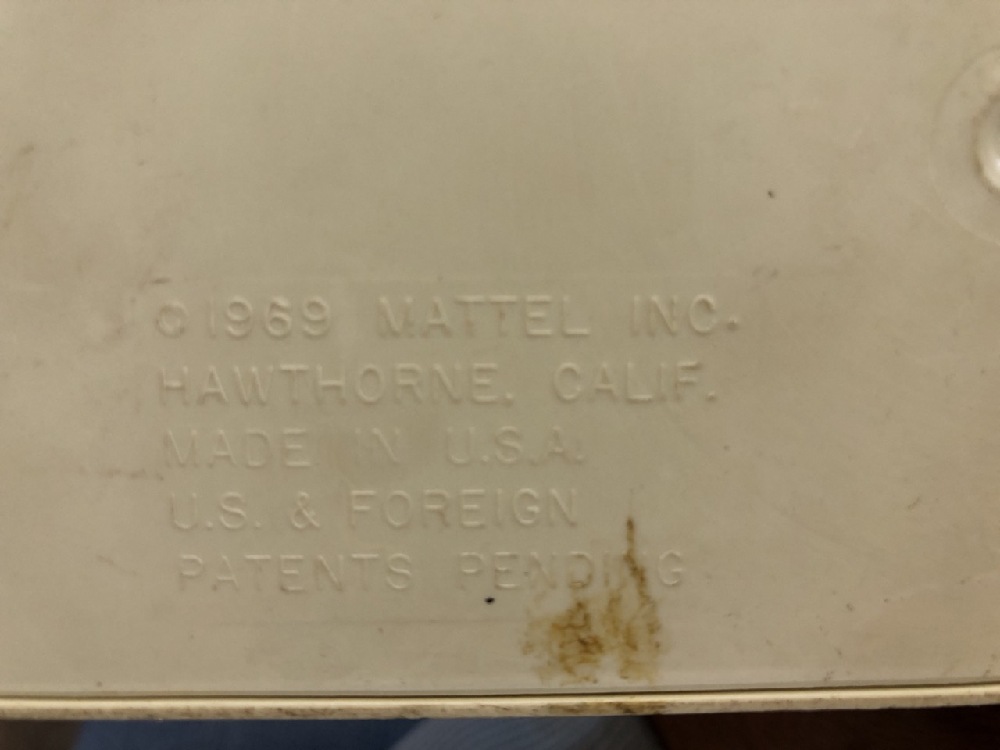 © 1969 MATTEL INC.
HAWTHORNE. CALIF.
MADE IN U.S.A.
U.S. & FOREIGN
PATENTS PENDING